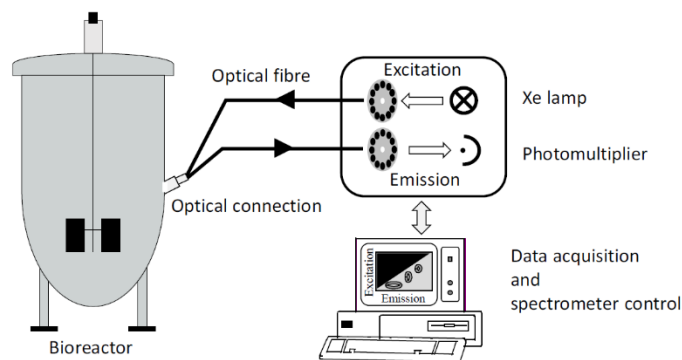 Optical fibre
Excitation
Xe lamp
Photomultiplier
Emission
Optical connection
Data acquisition
and
spectrometer control
Excitation
Emission
Bioreactor